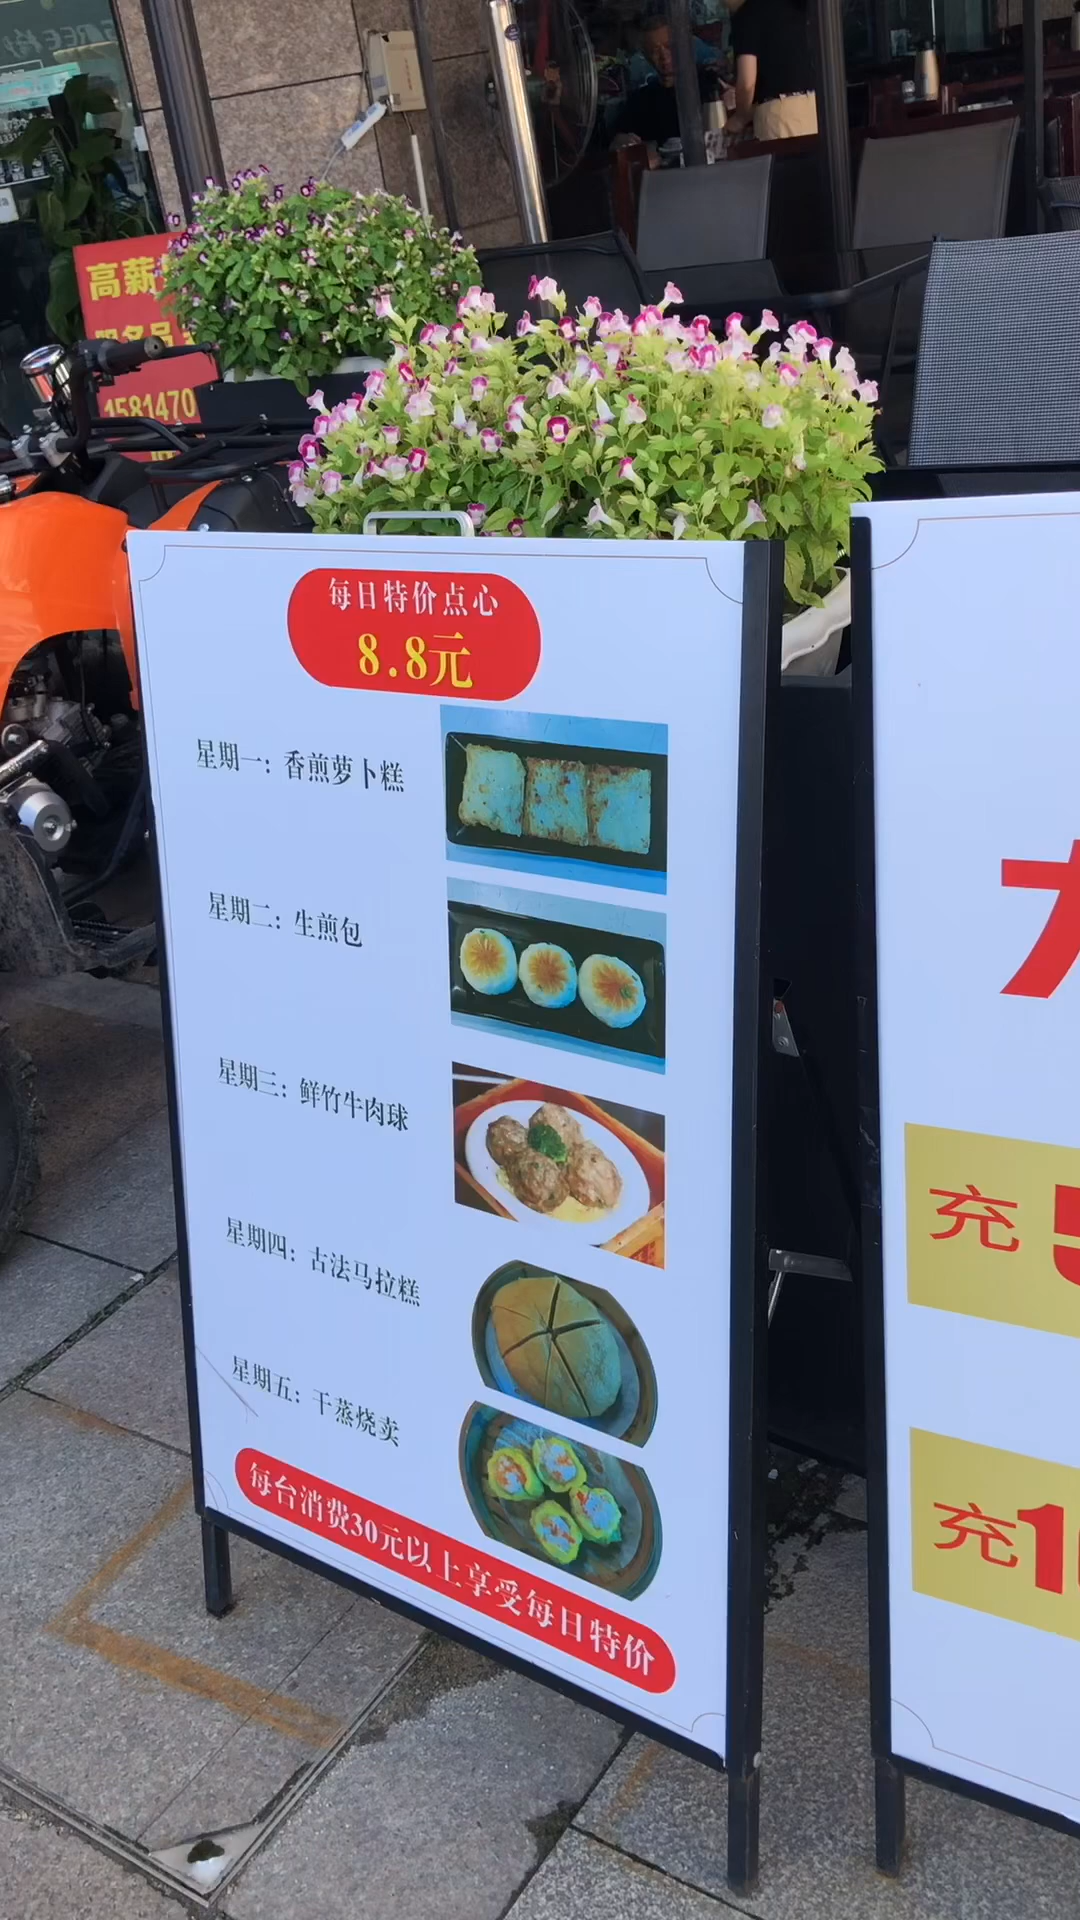 高薪
服务员
1581470
每日特价点心
8.8元
星期一：香煎萝卜糕
星期二：生煎包
星期三：鲜竹牛肉球
星期四：古法马拉糕
星期五：干蒸烧卖
每台消费30元以上享受每日特价
充
充1